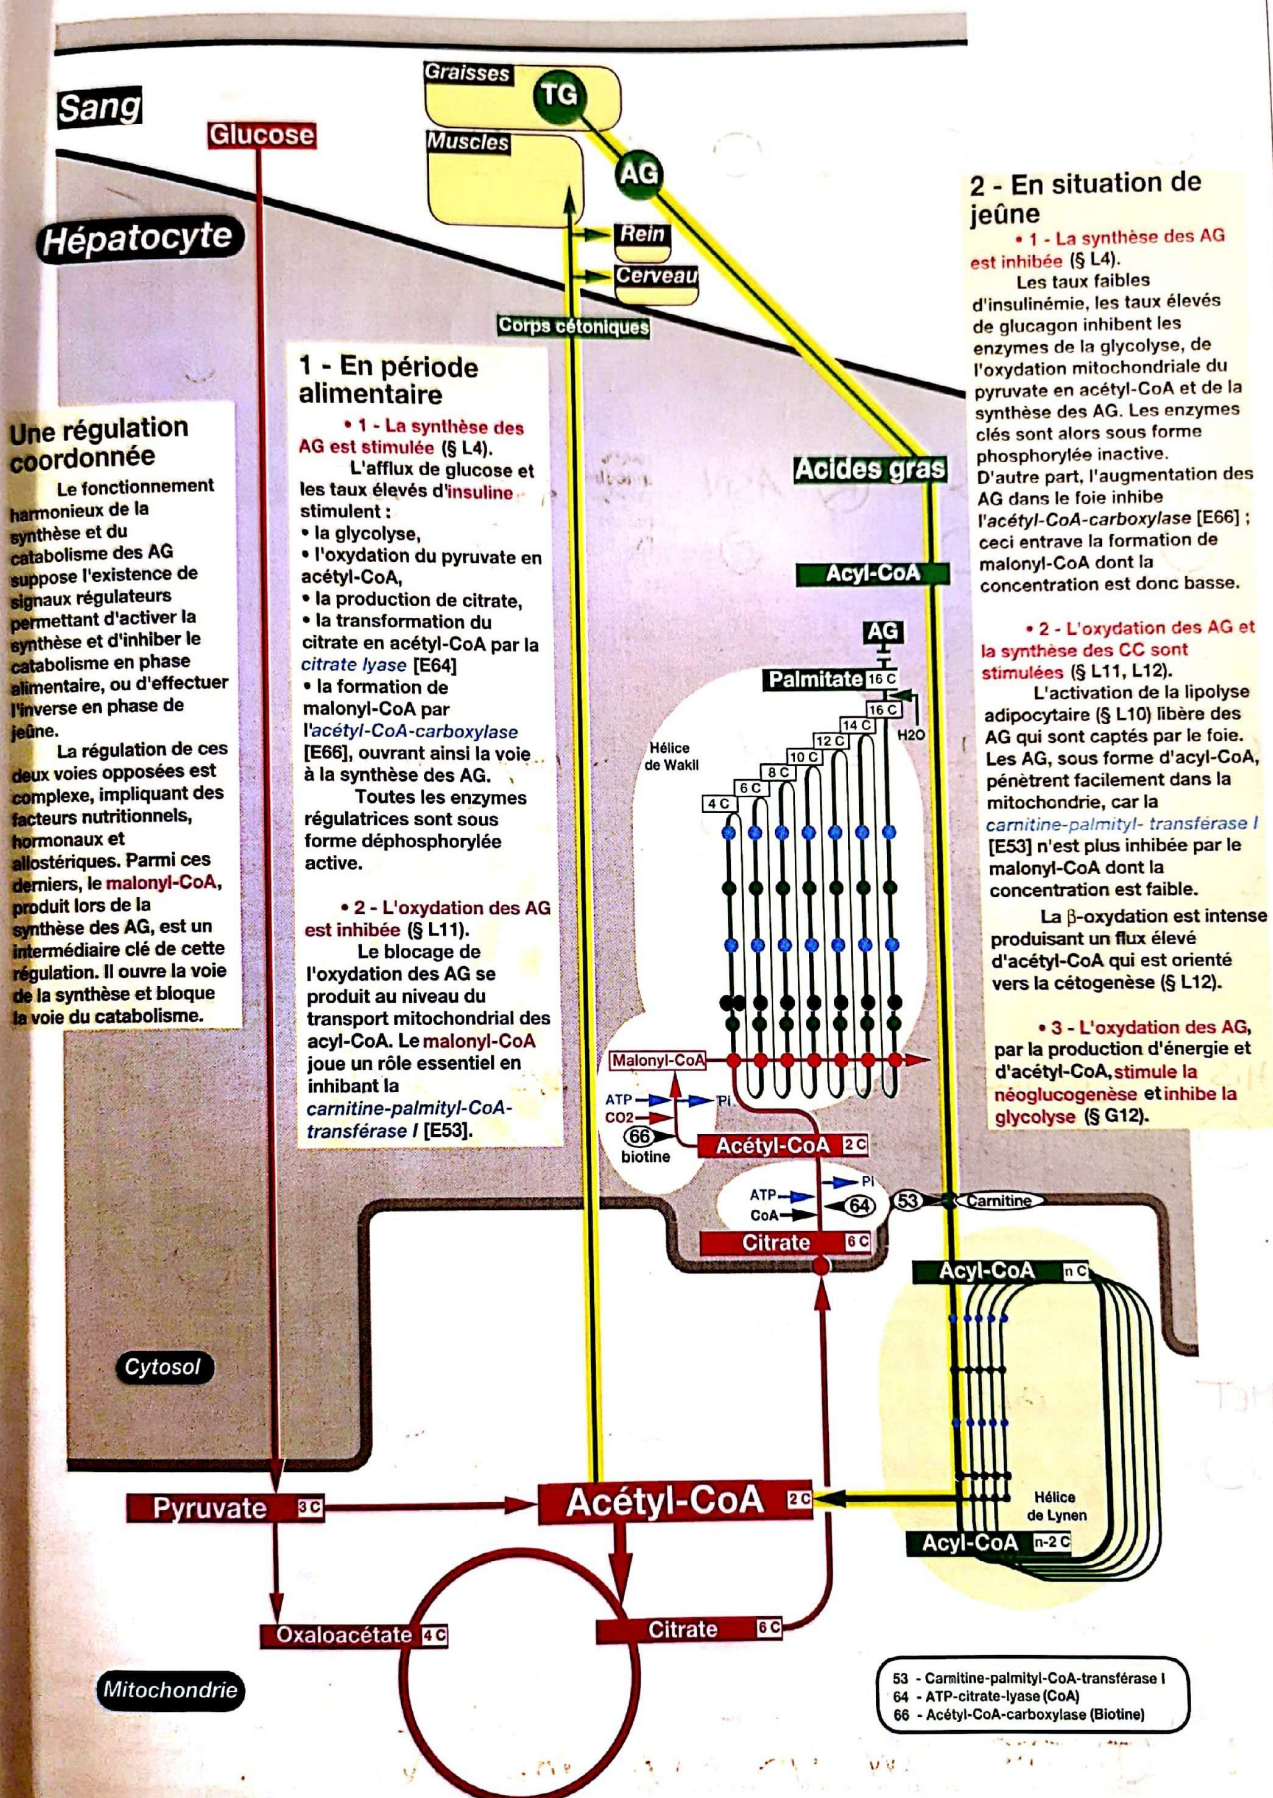 Sang
Glucose
Graisses
TG
Muscles
AG
Rein
Cerveau
Hépatocyte
Corps cétoniques
Une régulation
coordonnée
Le fonctionnement
harmonieux de la
synthèse et du
catabolisme des AG
suppose l'existence de
signaux régulateurs
permettant d'activer la
synthèse et d'inhiber le
catabolisme en phase
alimentaire, ou d'effectuer
l'inverse en phase de
jeûne.
La régulation de ces
deux voies opposées est
complexe, impliquant des
facteurs nutritionnels,
hormonaux et
allostériques. Parmi ces
derniers, le malonyl-CoA,
produit lors de la
synthèse des AG, est un
intermédiaire clé de cette
régulation. Il ouvre la voie
de la synthèse et bloque
la voie du catabolisme.
1 - En période
alimentaire
• 1 - La synthèse des
AG est stimulée (§ L4).
L'afflux de glucose et
les taux élevés d'insuline
stimulent :
• la glycolyse,
• l'oxydation du pyruvate en
acétyl-CoA,
• la production de citrate,
• la transformation du
citrate en acétyl-CoA par la
citrate lyase [E64]
• la formation de
malonyl-CoA par
l'acétyl-CoA-carboxylase
[E66], ouvrant ainsi la voie
à la synthèse des AG.
Toutes les enzymes
régulatrices sont sous
forme déphosphorylée
active.
• 2 - L'oxydation des AG
est inhibée (§ L11).
Le blocage de
l'oxydation des AG se
produit au niveau du
transport mitochondrial des
acyl-CoA. Le malonyl-CoA
joue un rôle essentiel en
inhibant la
carnitine-palmityl-CoA-
transférase I [E53].
2 - En situation de
jeûne
• 1 - La synthèse des AG
est inhibée (§ L4).
Les taux faibles
d'insulinémie, les taux élevés
de glucagon inhibent les
enzymes de la glycolyse, de
l'oxydation mitochondriale du
pyruvate en acétyl-CoA et de la
synthèse des AG. Les enzymes
clés sont alors sous forme
phosphorylée inactive.
D'autre part, l'augmentation des
AG dans le foie inhibe
l'acétyl-CoA-carboxylase [E66] ;
ceci entrave la formation de
malonyl-CoA dont la
concentration est donc basse.
• 2 - L'oxydation des AG et
la synthèse des CC sont
stimulées (§ L11, L12).
L'activation de la lipolyse
adipocytaire (§ L10) libère des
AG qui sont captés par le foie.
Les AG, sous forme d'acyl-CoA,
pénètrent facilement dans la
mitochondrie, car la
carnitine-palmityl- transférase I
[E53] n'est plus inhibée par le
malonyl-CoA dont la
concentration est faible.
La β-oxydation est intense
produisant un flux élevé
d'acétyl-CoA qui est orienté
vers la cétogenèse (§ L12).
• 3 - L'oxydation des AG,
par la production d'énergie et
d'acétyl-CoA, stimule la
néoglucogenèse et inhibe la
glycolyse (§ G12).
Acides gras
Acyl-CoA
AG
Palmitate 16 C
16 C
H2O
14 C
12 C
10 C
8 C
6 C
4 C
Hélice
de Wakil
Malonyl-CoA
ATP
Pi
CO2
66
biotine
Acétyl-CoA 2 C
ATP
Pi
CoA
64
53
Carnitine
Citrate 6 C
Acyl-CoA n C
Cytosol
Pyruvate 3 C
Acétyl-CoA 2 C
Hélice
de Lynen
Acyl-CoA n-2 C
Oxaloacétate 4 C
Citrate 6 C
Mitochondrie
53 - Carnitine-palmityl-CoA-transférase I
64 - ATP-citrate-lyase (CoA)
66 - Acétyl-CoA-carboxylase (Biotine)